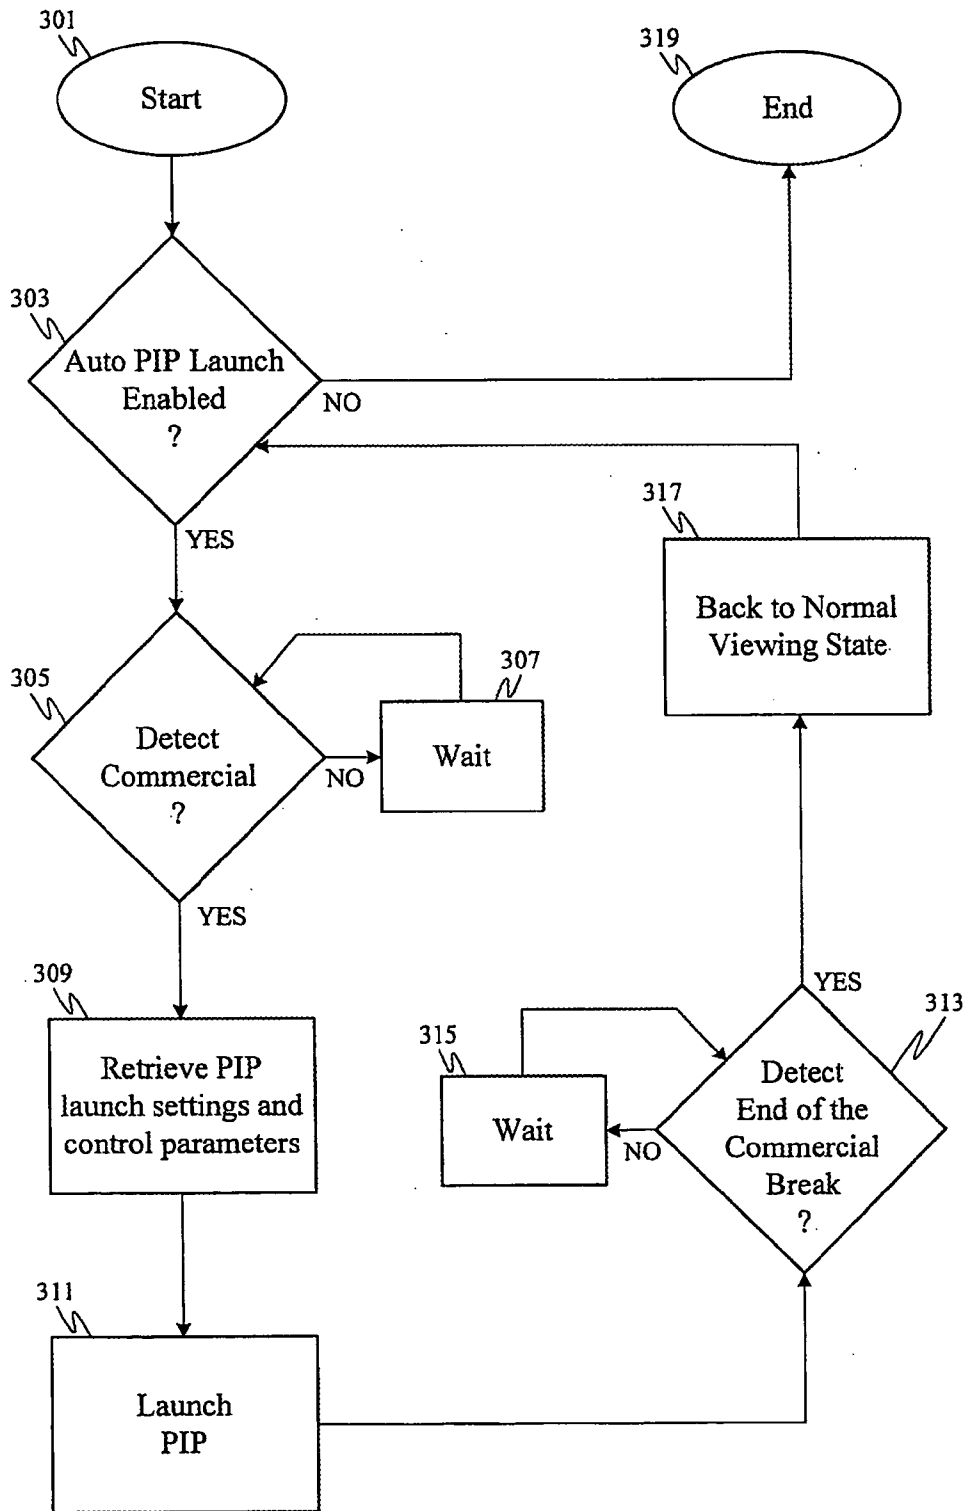 301
Start
319
End
303
Auto PIP Launch
Enabled
?
NO
YES
317
Back to Normal
Viewing State
305
Detect
Commercial
?
NO
307
Wait
YES
309
Retrieve PIP
launch settings and
control parameters
315
Wait
NO
YES
313
Detect
End of the
Commercial
Break
?
311
Launch
PIP